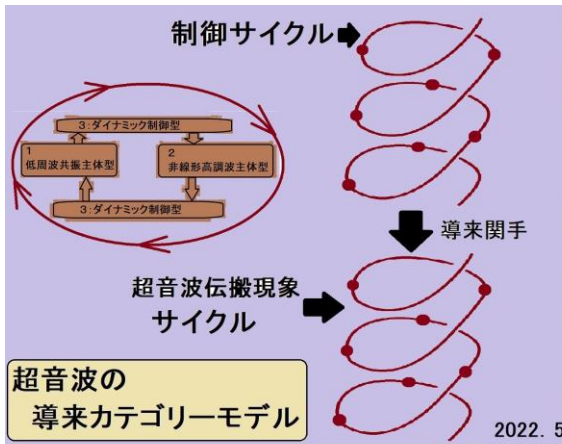 制御サイクル
3:ダイナミック制御型
1
低周波共振主体型
2
非線形高調波主体型
3:ダイナミック制御型
導来関手
超音波伝搬現象
サイクル
超音波の
導来カテゴリーモデル
2022. 5